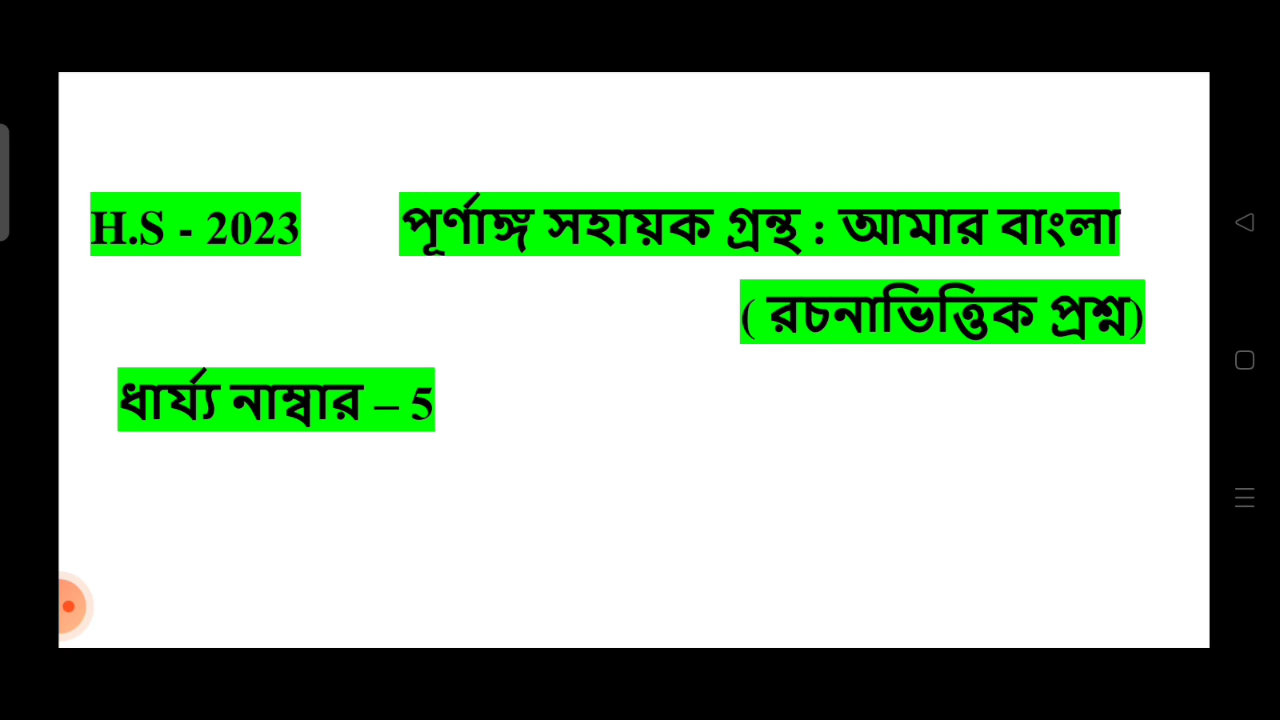 H.S - 2023 পূর্ণাঙ্গ সহায়ক গ্রন্থ : আমার বাংলা
( রচনাভিত্তিক প্রশ্ন)
ধার্য্য নাম্বার – 5